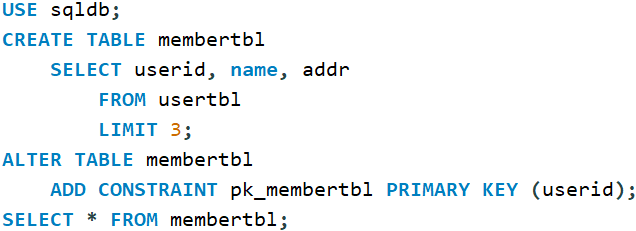 USE sqldb;
CREATE TABLE membertbl
    SELECT userid, name, addr
        FROM usertbl
        LIMIT 3;
ALTER TABLE membertbl
    ADD CONSTRAINT pk_membertbl PRIMARY KEY (userid);
SELECT * FROM membertbl;